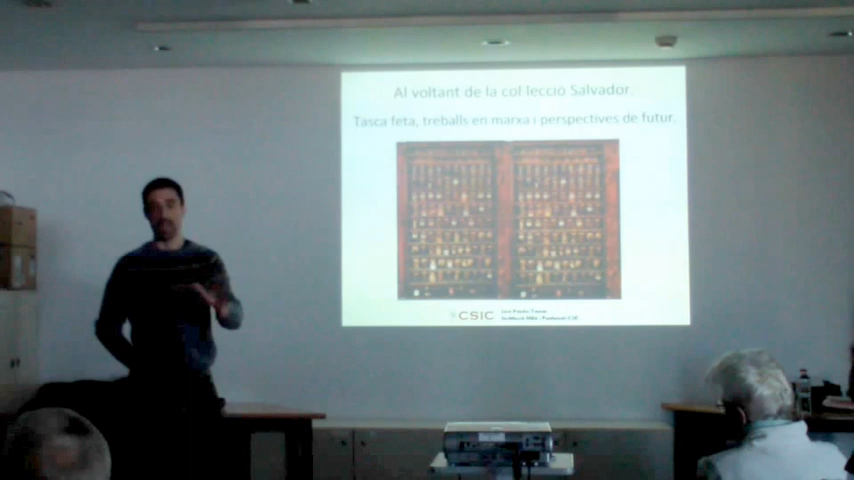 Al voltant de la col·lecció Salvador.
Tasca feta, treballs en marxa i perspectives de futur.
CSIC